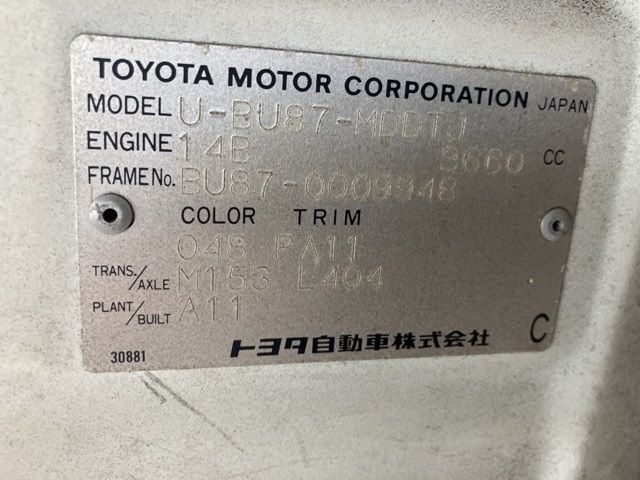 TOYOTA MOTOR CORPORATION JAPAN
MODEL U-BU87-MDDTJ
ENGINE 14B 3660 CC
FRAME No. BU87-0009948
COLOR TRIM
048 PA11
TRANS./AXLE M153 L404
PLANT/BUILT A11
30881 トヨタ自動車株式会社 C